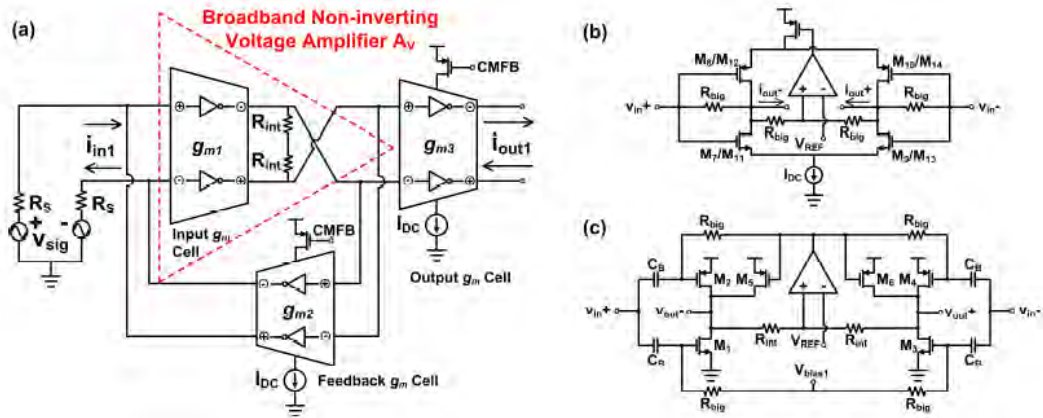 (a)
Broadband Non-inverting
Voltage Amplifier Av
CMFB
Rint
Rint
gm1
gm3
iin1
iout1
RS
RS
+
-
Vsig
Input gm
Cell
IDC
CMFB
Output gm Cell
gm2
IDC
Feedback gm Cell
(b)
M8/M12
M10/M14
iout-
iout+
Rbig
Rbig
vin+
vin-
Rbig
Rbig
VREF
M7/M11
M9/M13
IDC
(c)
Rbig
Rbig
CB
CB
M2
M5
M6
M4
vin+
vout-
vout+
vin-
Rint
VREF
Rint
CB
M1
M3
CB
Vbias1
Rbig
Rbig